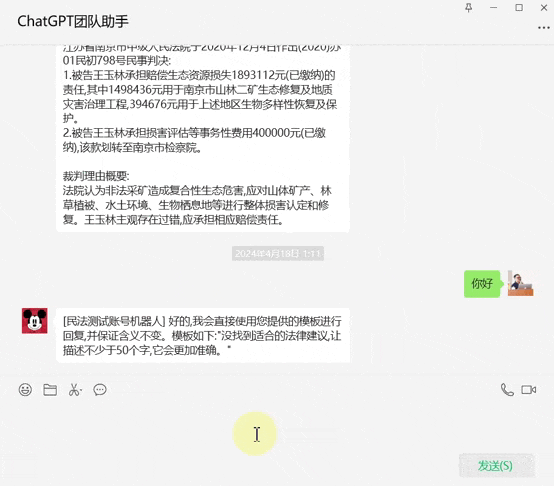 ChatGPT团队助手
江苏省南京市中级人民法院于2020年12月4日作出(2020)苏
01民初798号民事判决:
1.被告王玉林承担赔偿生态资源损失1893112元(已缴纳)的
责任,其中1498436元用于南京市山林二矿生态修复及地质
灾害治理工程,394676元用于上述地区生物多样性恢复及保
护。
2.被告王玉林承担损害评估等事务性费用400000元(已缴
纳),该款划转至南京市检察院。
裁判理由概要:
法院认为非法采矿造成复合性生态危害,应对山体矿产、林
草植被、水土环境、生物栖息地等进行整体损害认定和修
复。王玉林主观存在过错,应承担相应赔偿责任。
2024年4月18日 1:11
你好
[民法测试账号机器人] 好的,我会直接使用您提供的模板进行
回复,并保证含义不变。模板如下:"没找到适合的法律建议,让
描述不少于50个字,它会更加准确。"
发送(S)